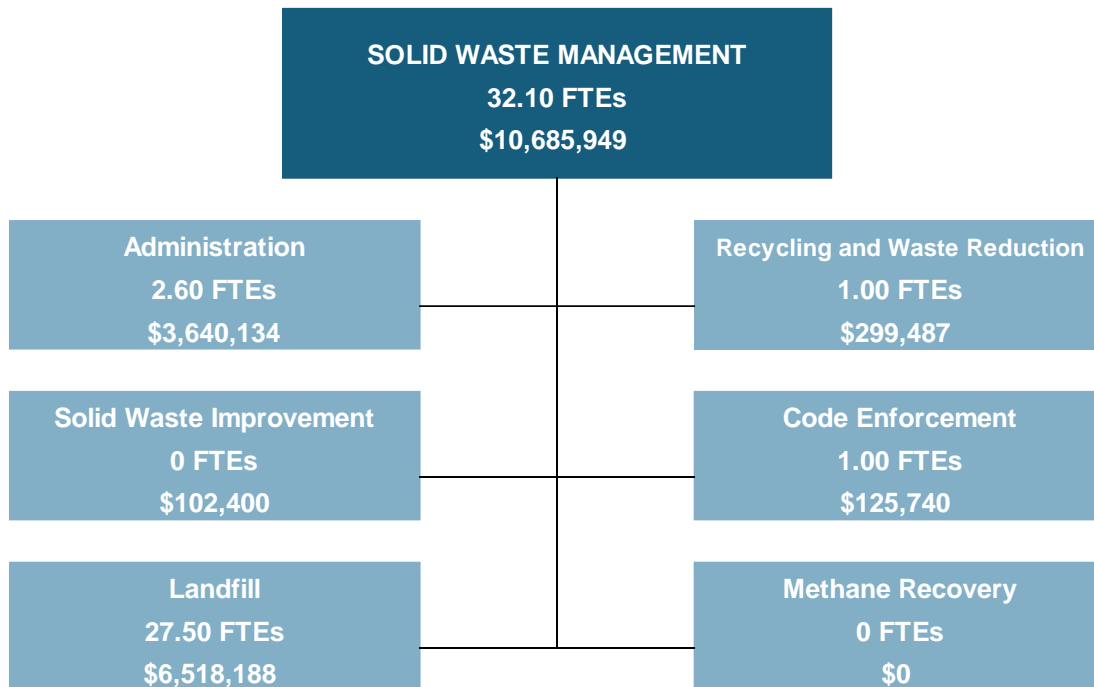 SOLID WASTE MANAGEMENT
32.10 FTEs
$10,685,949
Administration
2.60 FTEs
$3,640,134
Recycling and Waste Reduction
1.00 FTEs
$299,487
Solid Waste Improvement
0 FTEs
$102,400
Code Enforcement
1.00 FTEs
$125,740
Landfill
27.50 FTEs
$6,518,188
Methane Recovery
0 FTEs
$0